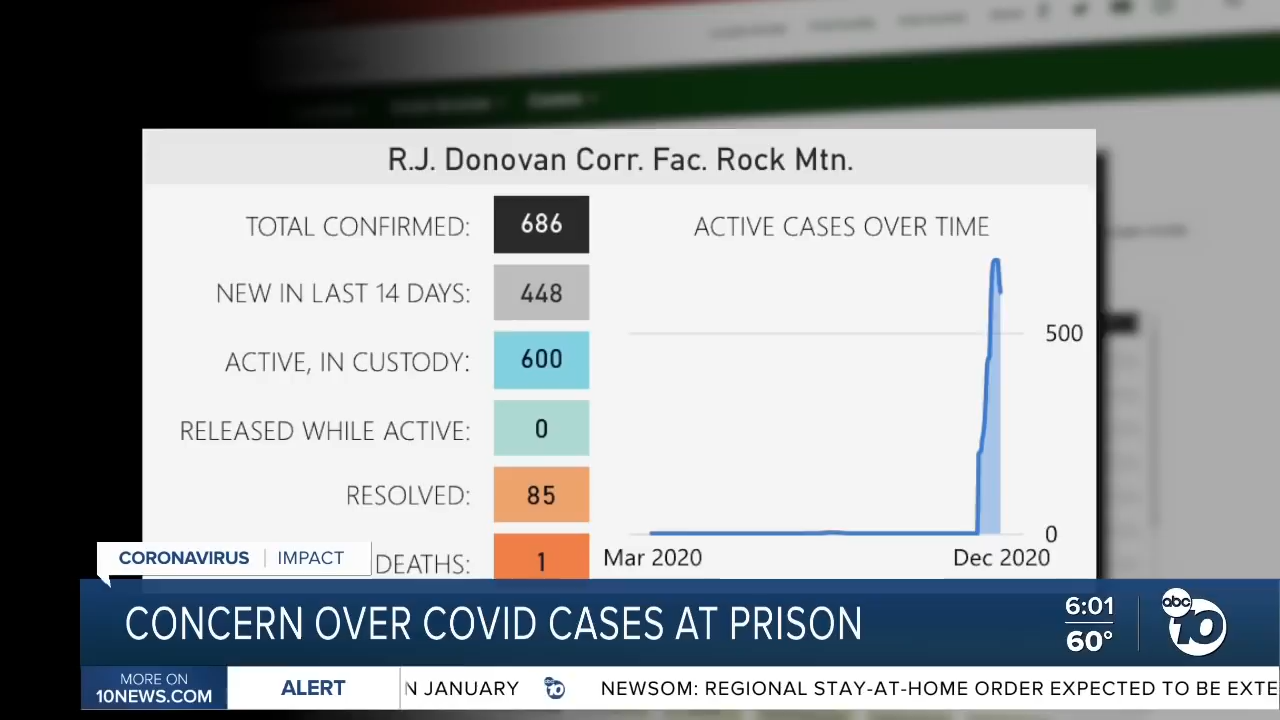 R.J. Donovan Corr. Fac. Rock Mtn.
TOTAL CONFIRMED: 686
NEW IN LAST 14 DAYS: 448
ACTIVE, IN CUSTODY: 600
RELEASED WHILE ACTIVE: 0
RESOLVED: 85
DEATHS: 1
ACTIVE CASES OVER TIME
500
0
Mar 2020 Dec 2020
CORONAVIRUS | IMPACT
CONCERN OVER COVID CASES AT PRISON
6:01
60°
abc 10
MORE ON
10NEWS.COM
ALERT
N JANUARY abc 10 NEWSOM: REGIONAL STAY-AT-HOME ORDER EXPECTED TO BE EXTE